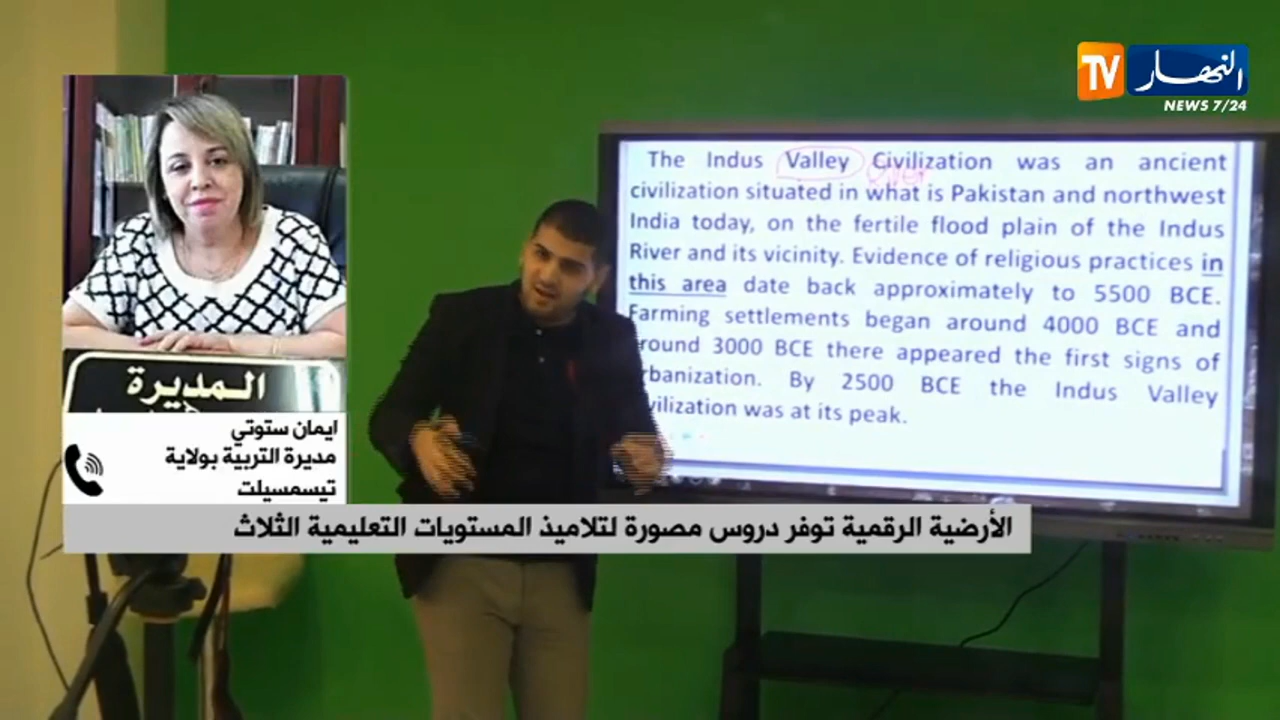 TV النهار
NEWS 7/24
The Indus Valley Civilization was an ancient
civilization situated in what is Pakistan and northwest
India today, on the fertile flood plain of the Indus
River and its vicinity. Evidence of religious practices in
this area date back approximately to 5500 BCE.
Farming settlements began around 4000 BCE and
round 3000 BCE there appeared the first signs of
rbanization. By 2500 BCE the Indus Valley
vilization was at its peak.
المديرة
ايمان ستوتي
مديرة التربية بولاية
تيسمسيلت
الأرضية الرقمية توفر دروس مصورة لتلاميذ المستويات التعليمية الثلاث